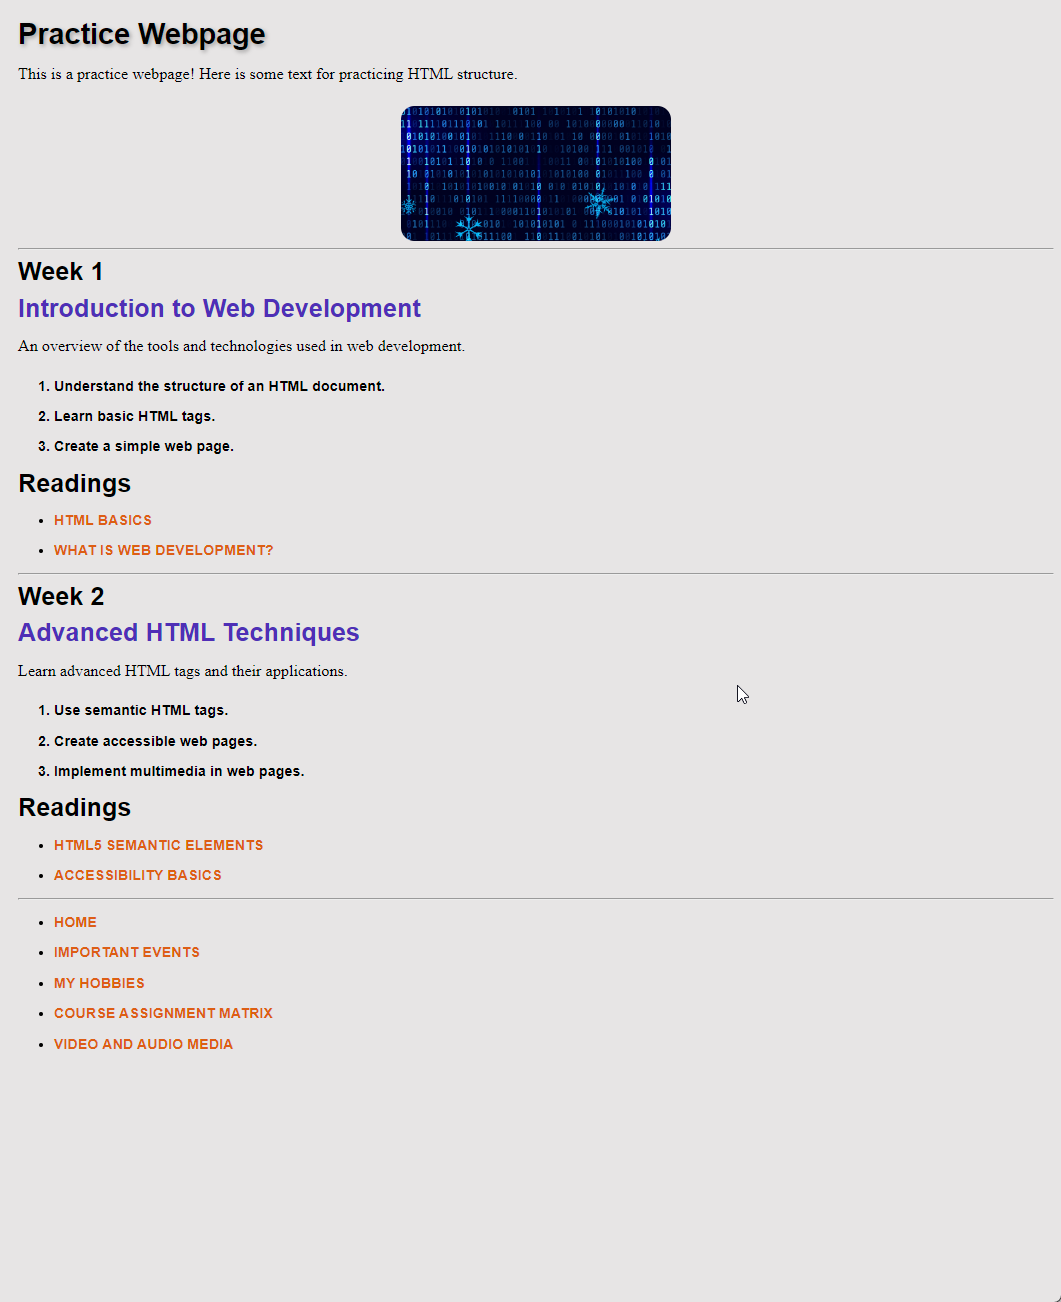 Practice Webpage
This is a practice webpage! Here is some text for practicing HTML structure.
Week 1
Introduction to Web Development
An overview of the tools and technologies used in web development.
1. Understand the structure of an HTML document.
2. Learn basic HTML tags.
3. Create a simple web page.
Readings
• HTML BASICS
• WHAT IS WEB DEVELOPMENT?
Week 2
Advanced HTML Techniques
Learn advanced HTML tags and their applications.
1. Use semantic HTML tags.
2. Create accessible web pages.
3. Implement multimedia in web pages.
Readings
• HTML5 SEMANTIC ELEMENTS
• ACCESSIBILITY BASICS
• HOME
• IMPORTANT EVENTS
• MY HOBBIES
• COURSE ASSIGNMENT MATRIX
• VIDEO AND AUDIO MEDIA